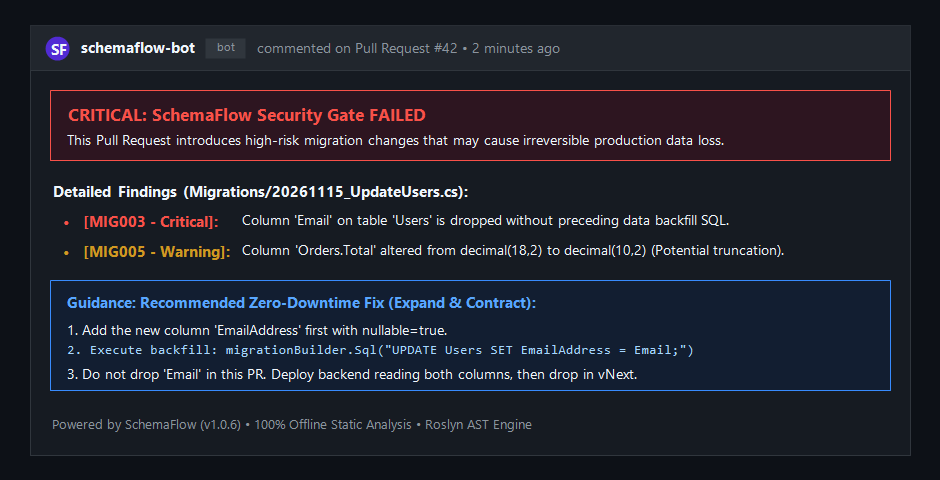 SF schemaflow-bot bot commented on Pull Request #42 • 2 minutes ago
CRITICAL: SchemaFlow Security Gate FAILED
This Pull Request introduces high-risk migration changes that may cause irreversible production data loss.
Detailed Findings (Migrations/20261115_UpdateUsers.cs):
• [MIG003 - Critical]: Column 'Email' on table 'Users' is dropped without preceding data backfill SQL.
• [MIG005 - Warning]: Column 'Orders.Total' altered from decimal(18,2) to decimal(10,2) (Potential truncation).
Guidance: Recommended Zero-Downtime Fix (Expand & Contract):
1. Add the new column 'EmailAddress' first with nullable=true.
2. Execute backfill: migrationBuilder.Sql("UPDATE Users SET EmailAddress = Email;")
3. Do not drop 'Email' in this PR. Deploy backend reading both columns, then drop in vNext.
Powered by SchemaFlow (v1.0.6) • 100% Offline Static Analysis • Roslyn AST Engine